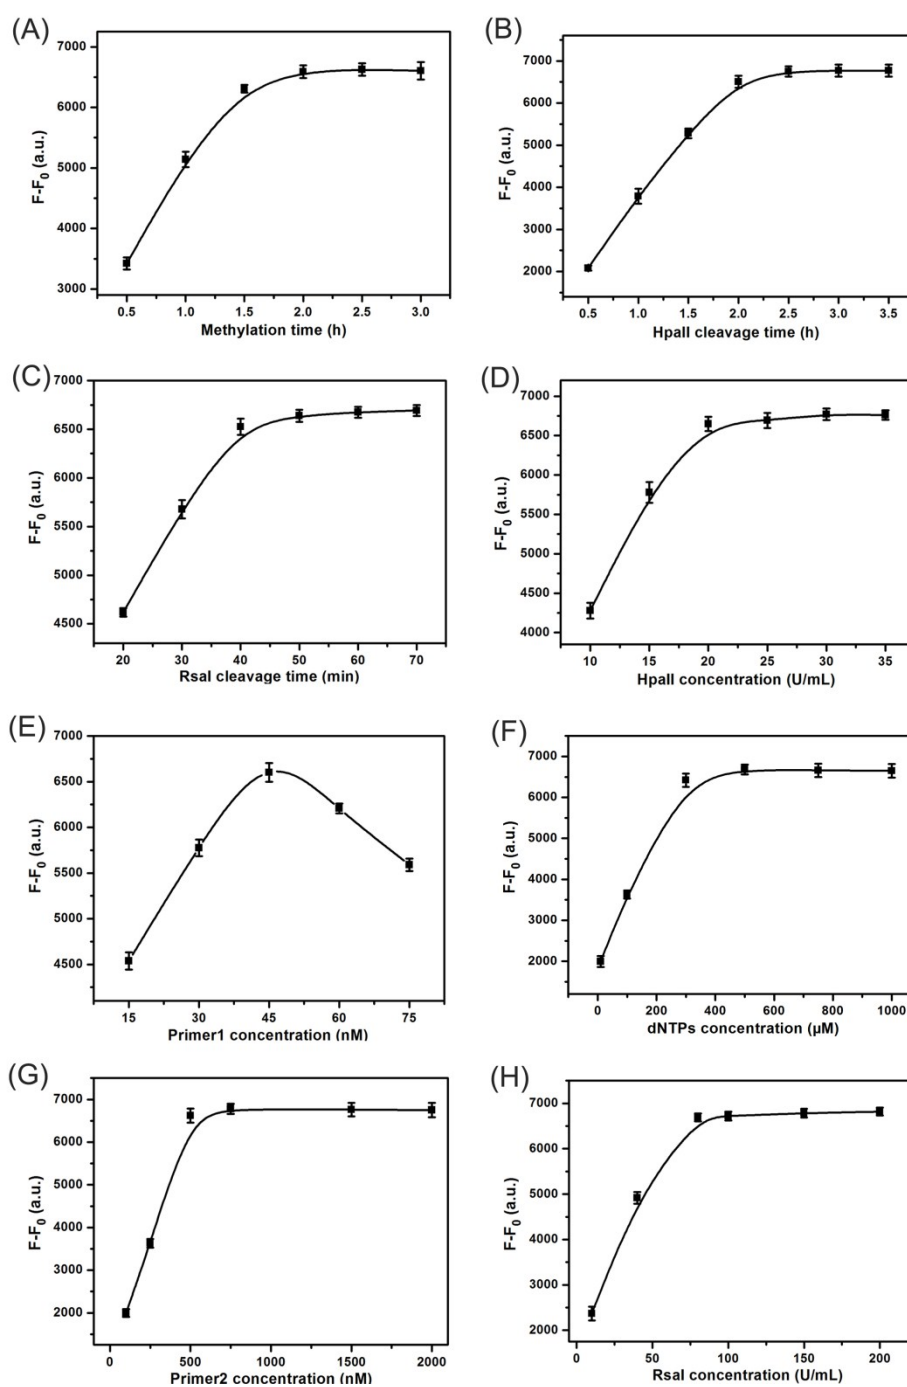 (A)
7000
6000
5000
4000
3000
F-F0 (a.u.)
0.5 1.0 1.5 2.0 2.5 3.0
Methylation time (h)
(B)
7000
6000
5000
4000
3000
2000
F-F0 (a.u.)
0.5 1.0 1.5 2.0 2.5 3.0 3.5
HpaII cleavage time (h)
(C)
7000
6500
6000
5500
5000
4500
F-F0 (a.u.)
20 30 40 50 60 70
RsaI cleavage time (min)
(D)
7000
6500
6000
5500
5000
4500
4000
F-F0 (a.u.)
10 15 20 25 30 35
HpaII concentration (U/mL)
(E)
7000
6500
6000
5500
5000
4500
F-F0 (a.u.)
15 30 45 60 75
Primer1 concentration (nM)
(F)
7000
6000
5000
4000
3000
2000
F-F0 (a.u.)
0 200 400 600 800 1000
dNTPs concentration (µM)
(G)
7000
6000
5000
4000
3000
2000
F-F0 (a.u.)
0 500 1000 1500 2000
Primer2 concentration (nM)
(H)
7000
6000
5000
4000
3000
2000
F-F0 (a.u.)
0 50 100 150 200
RsaI concentration (U/mL)